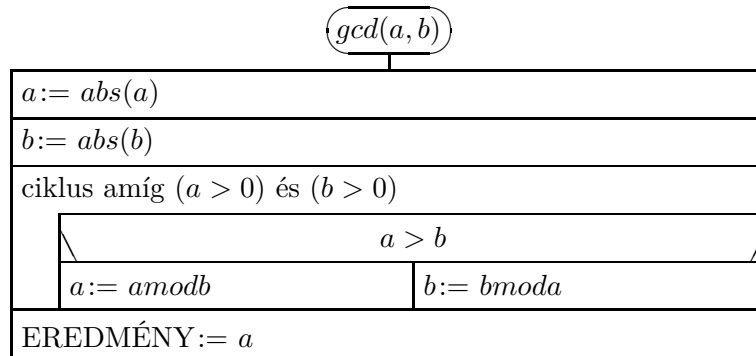 gcd(a, b)
a:= abs(a)
b:= abs(b)
ciklus amíg (a > 0) és (b > 0)
a > b
a:= amodb
b:= bmoda
EREDMÉNY:= a